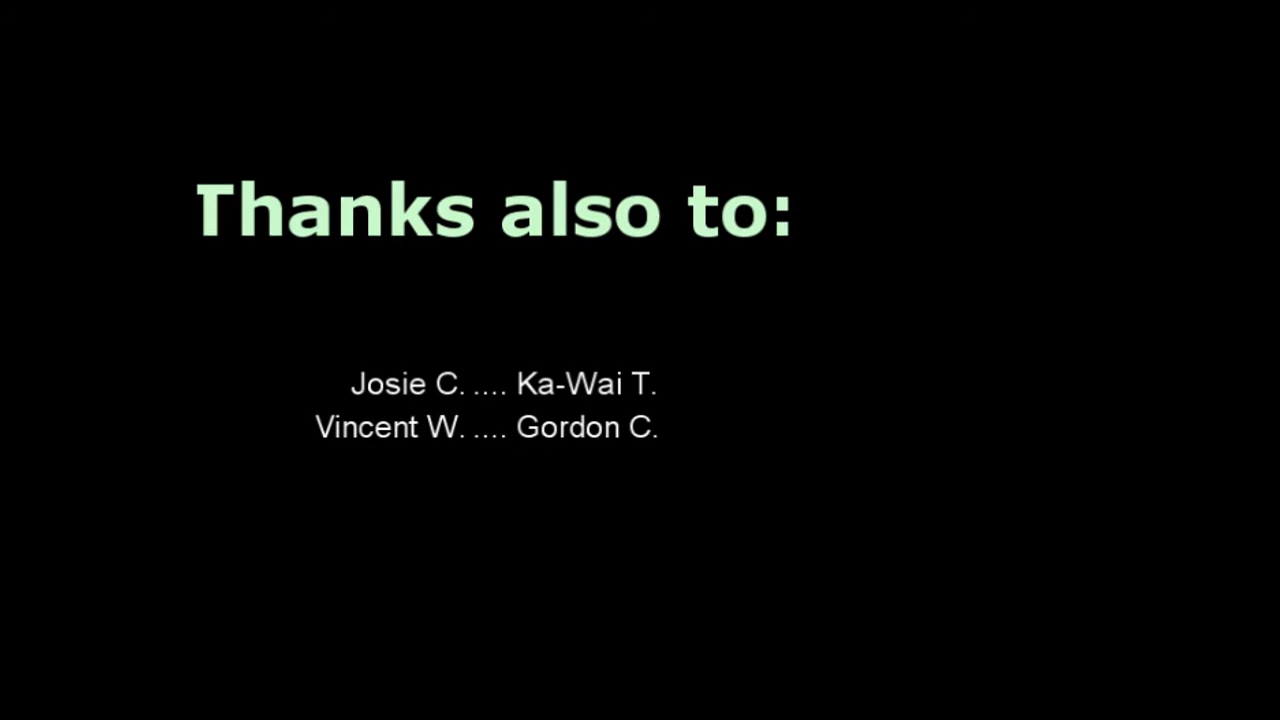 Thanks also to:
Josie C. .... Ka-Wai T.
Vincent W. .... Gordon C.